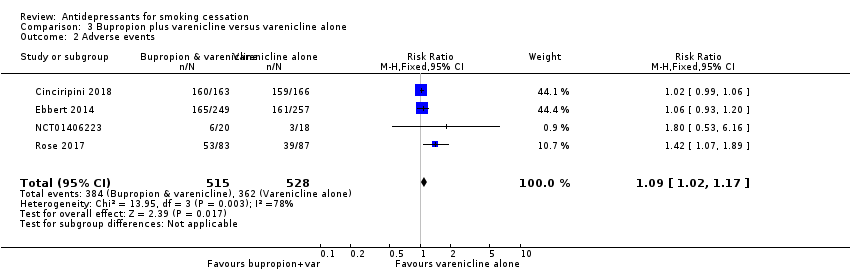 Review: Antidepressants for smoking cessation
Comparison: 3 Bupropion plus varenicline versus varenicline alone
Outcome: 2 Adverse events
Study or subgroup Bupropion & varenicline Varenicline alone Risk Ratio Weight Risk Ratio
n/N n/N M-H,Fixed,95% CI M-H,Fixed,95% CI
Cinciripini 2018 160/163 159/166 44.1 % 1.02 [ 0.99, 1.06 ]
Ebbert 2014 165/249 161/257 44.4 % 1.06 [ 0.93, 1.20 ]
NCT01406223 6/20 3/18 0.9 % 1.80 [ 0.53, 6.16 ]
Rose 2017 53/83 39/87 10.7 % 1.42 [ 1.07, 1.89 ]
Total (95% CI) 515 528 100.0 % 1.09 [ 1.02, 1.17 ]
Total events: 384 (Bupropion & varenicline), 362 (Varenicline alone)
Heterogeneity: Chi² = 13.95, df = 3 (P = 0.003); I² =78%
Test for overall effect: Z = 2.39 (P = 0.017)
Test for subgroup differences: Not applicable
0.1 0.2 0.5 1 2 5 10
Favours bupropion+var Favours varenicline alone